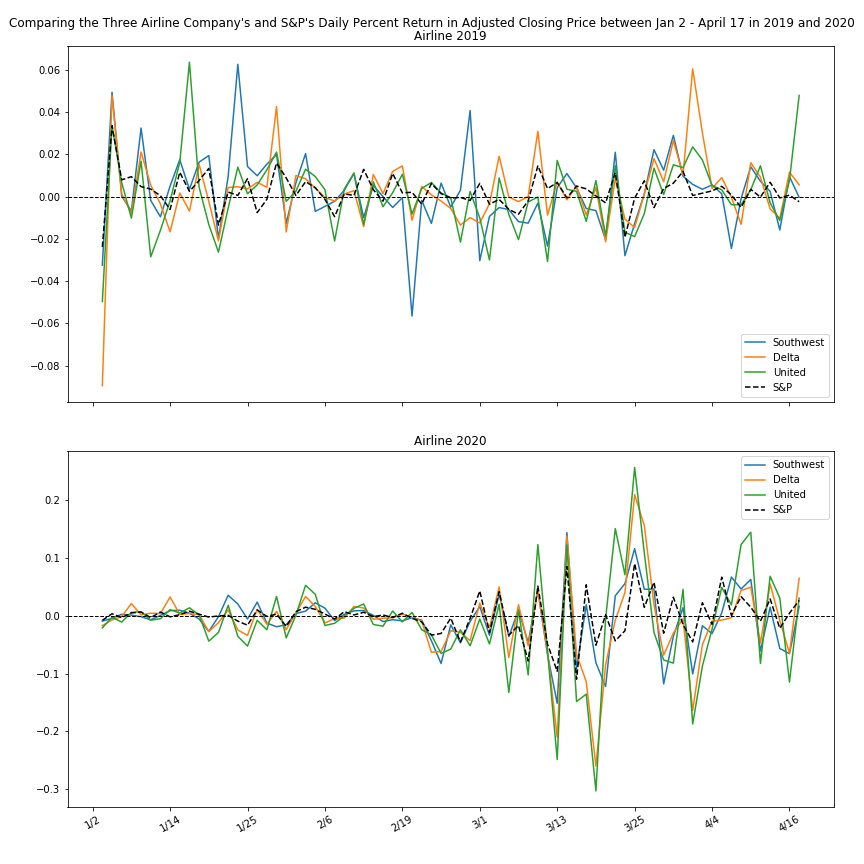 Comparing the Three Airline Company's and S&P's Daily Percent Return in Adjusted Closing Price between Jan 2 - April 17 in 2019 and 2020
Airline 2019
0.06
0.04
0.02
0.00
−0.02
−0.04
−0.06
−0.08
Southwest
Delta
United
S&P
Airline 2020
0.2
0.1
0.0
−0.1
−0.2
−0.3
Southwest
Delta
United
S&P
1/2 1/14 1/25 2/6 2/19 3/1 3/13 3/25 4/4 4/16